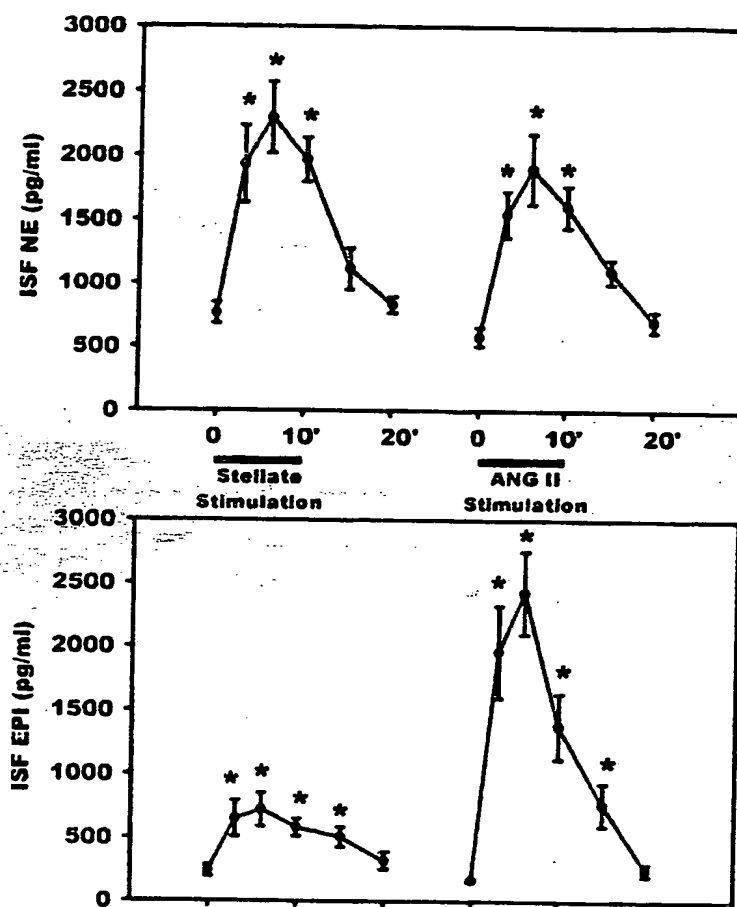 3000
2500
2000
1500
1000
500
0
ISF NE (pg/ml)
* * *
* * *
0 10' 20' 0 10' 20'
Stellate
Stimulation
ANG II
Stimulation
3000
2500
2000
1500
1000
500
0
ISF EPI (pg/ml)
* * * *
* * * *